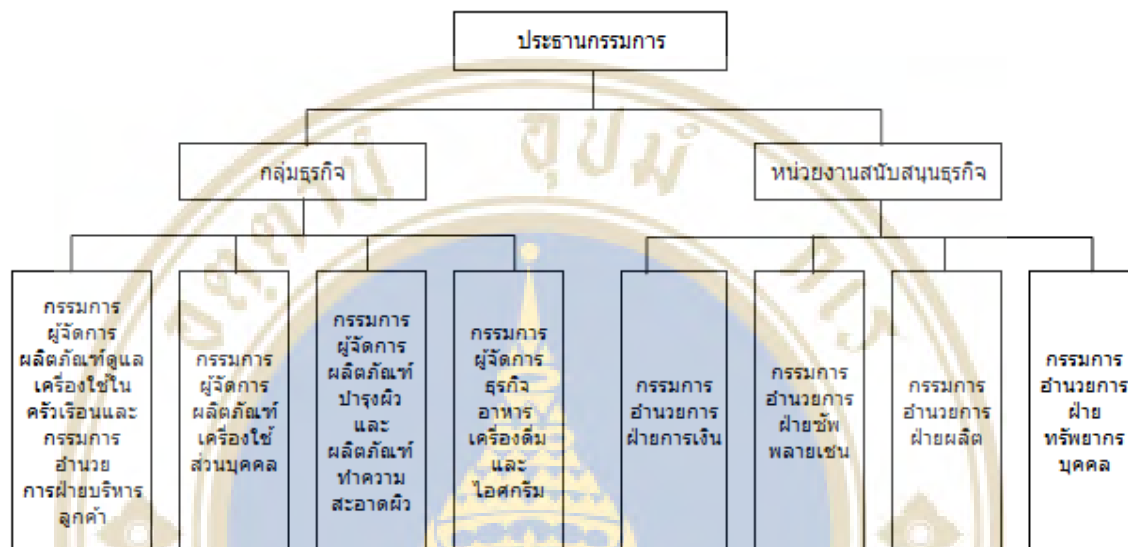 ประธานกรรมการ
กลุ่มธุรกิจ
หน่วยงานสนับสนุนธุรกิจ
กรรมการ
ผู้จัดการ
ผลิตภัณฑ์ดูแล
เครื่องใช้ใน
ครัวเรือนและ
กรรมการ
อำนวย
การฝ่ายบริหาร
ลูกค้า
กรรมการ
ผู้จัดการ
ผลิตภัณฑ์
เครื่องใช้
ส่วนบุคคล
กรรมการ
ผู้จัดการ
ผลิตภัณฑ์
บำรุงผิว
และ
ผลิตภัณฑ์
ทำความ
สะอาดผิว
กรรมการ
ผู้จัดการ
ธุรกิจ
อาหาร
เครื่องดื่ม
และ
ไอศกรีม
กรรมการ
อำนวยการ
ฝ่ายการเงิน
กรรมการ
อำนวยการ
ฝ่ายซัพ
พลายเชน
กรรมการ
อำนวยการ
ฝ่ายผลิต
กรรมการ
อำนวยการ
ฝ่าย
ทรัพยากร
บุคคล
อตฺตานํ อุปมํ กเร